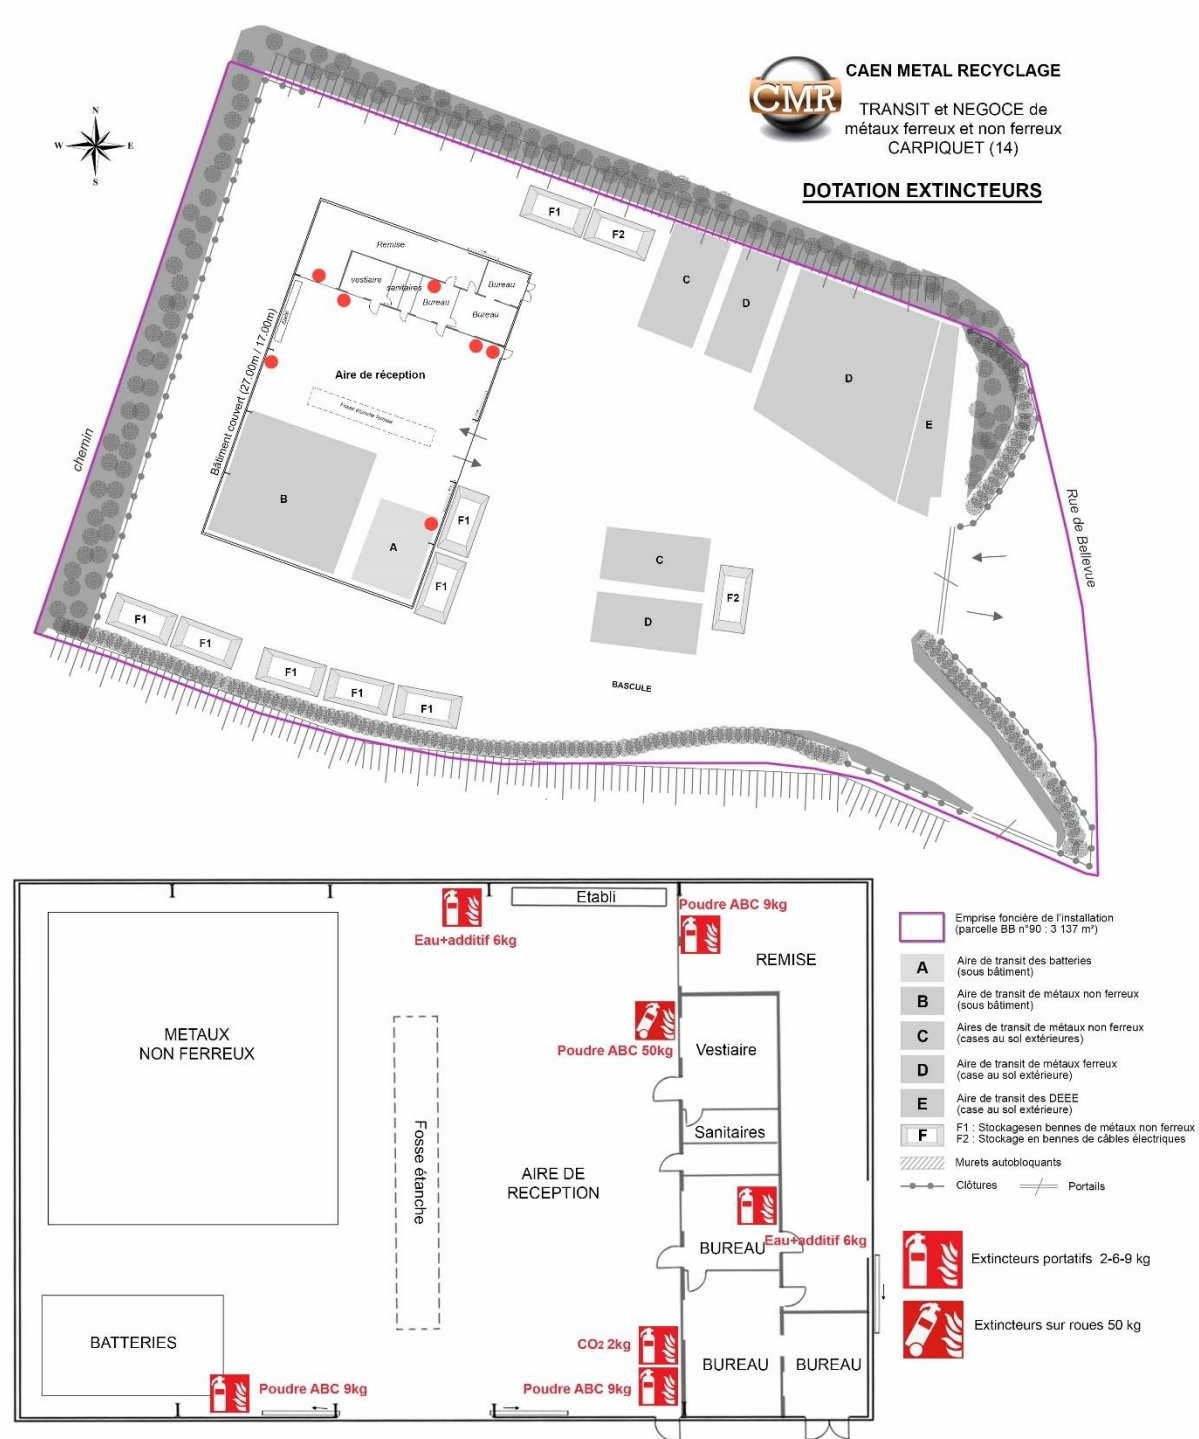 CMR
CAEN METAL RECYCLAGE
TRANSIT et NEGOCE de
métaux ferreux et non ferreux
CARPIQUET (14)
DOTATION EXTINCTEURS
N
W
E
S
F1
F2
Remise
vestiaire
sanitaires
Bureau
Bureau
Bureau
C
D
D
E
Bâtiment couvert (27.00m / 17.00m)
Aire de réception
Fosse étanche fermée
chemin
B
A
F1
F1
C
D
F2
Rue de Bellevue
F1
F1
F1
F1
F1
BASCULE
Etabli
Poudre ABC 9kg
Eau+additif 6kg
REMISE
METAUX
NON FERREUX
Poudre ABC 50kg
Vestiaire
Fosse étanche
Sanitaires
AIRE DE
RECEPTION
BUREAU
Eau+additif 6kg
BATTERIES
CO2 2kg
Poudre ABC 9kg
BUREAU
BUREAU
Poudre ABC 9kg
Emprise foncière de l'installation
(parcelle BB n°90 : 3 137 m²)
A
Aire de transit des batteries
(sous bâtiment)
B
Aire de transit de métaux non ferreux
(sous bâtiment)
C
Aires de transit de métaux non ferreux
(cases au sol extérieures)
D
Aire de transit de métaux ferreux
(case au sol extérieure)
E
Aire de transit des DEEE
(case au sol extérieure)
F
F1 : Stockagesen bennes de métaux non ferreux
F2 : Stockage en bennes de câbles électriques
Murets autobloquants
Clôtures
Portails
Extincteurs portatifs 2-6-9 kg
Extincteurs sur roues 50 kg